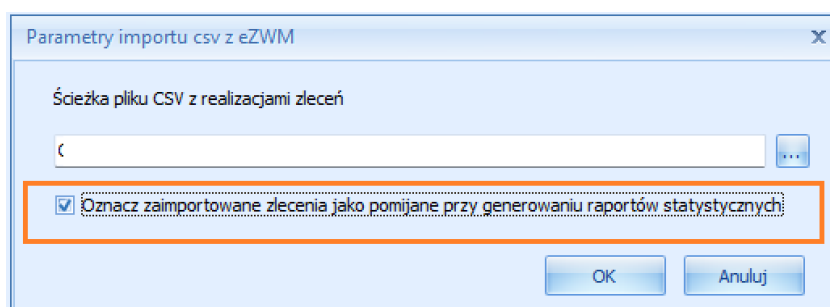 Parametry importu csv z eZWM
x
Ścieżka pliku CSV z realizacjami zleceń
...
Oznacz zaimportowane zlecenia jako pomijane przy generowaniu raportów statystycznych
OK Anuluj